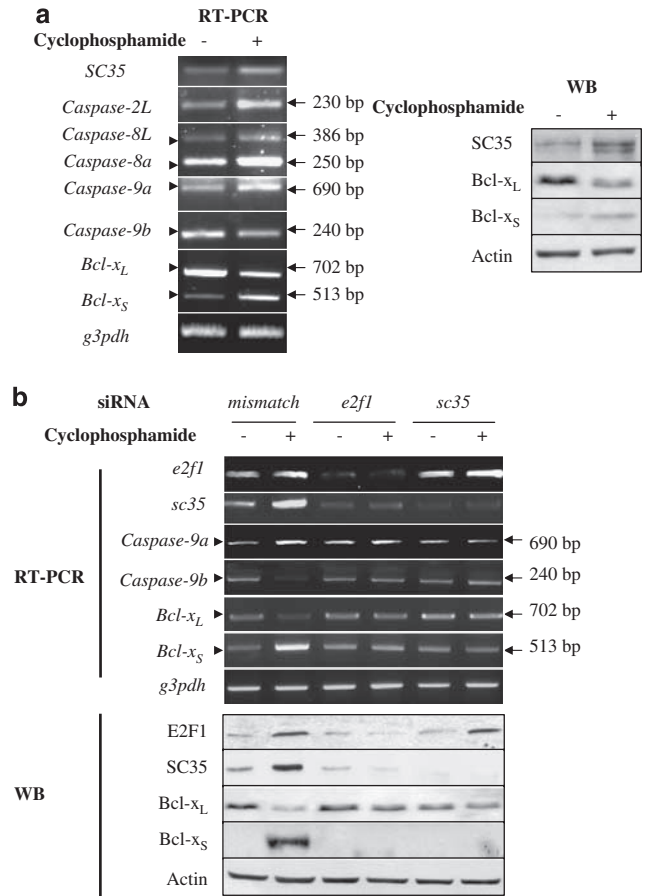 a
RT-PCR
Cyclophosphamide - +
SC35
Caspase-2L 230 bp
Caspase-8L 386 bp
Caspase-8a 250 bp
Caspase-9a 690 bp
Caspase-9b 240 bp
Bcl-xL 702 bp
Bcl-xS 513 bp
g3pdh
WB
Cyclophosphamide - +
SC35
Bcl-xL
Bcl-xS
Actin
b
siRNA mismatch e2f1 sc35
Cyclophosphamide - + - + - +
RT-PCR
e2f1
sc35
Caspase-9a 690 bp
Caspase-9b 240 bp
Bcl-xL 702 bp
Bcl-xS 513 bp
g3pdh
WB
E2F1
SC35
Bcl-xL
Bcl-xS
Actin